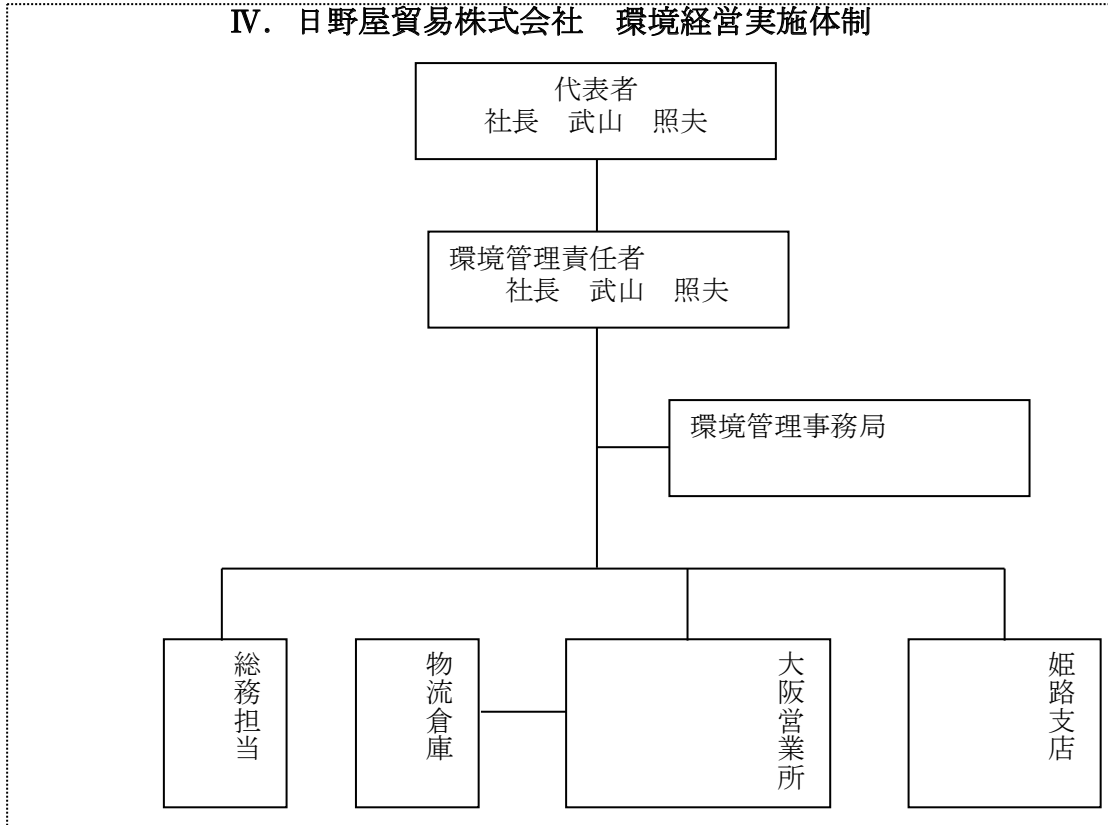 Ⅳ．日野屋貿易株式会社　環境経営実施体制
代表者
社長　武山　照夫
環境管理責任者
社長　武山　照夫
環境管理事務局
総務担当
物流倉庫
大阪営業所
姫路支店